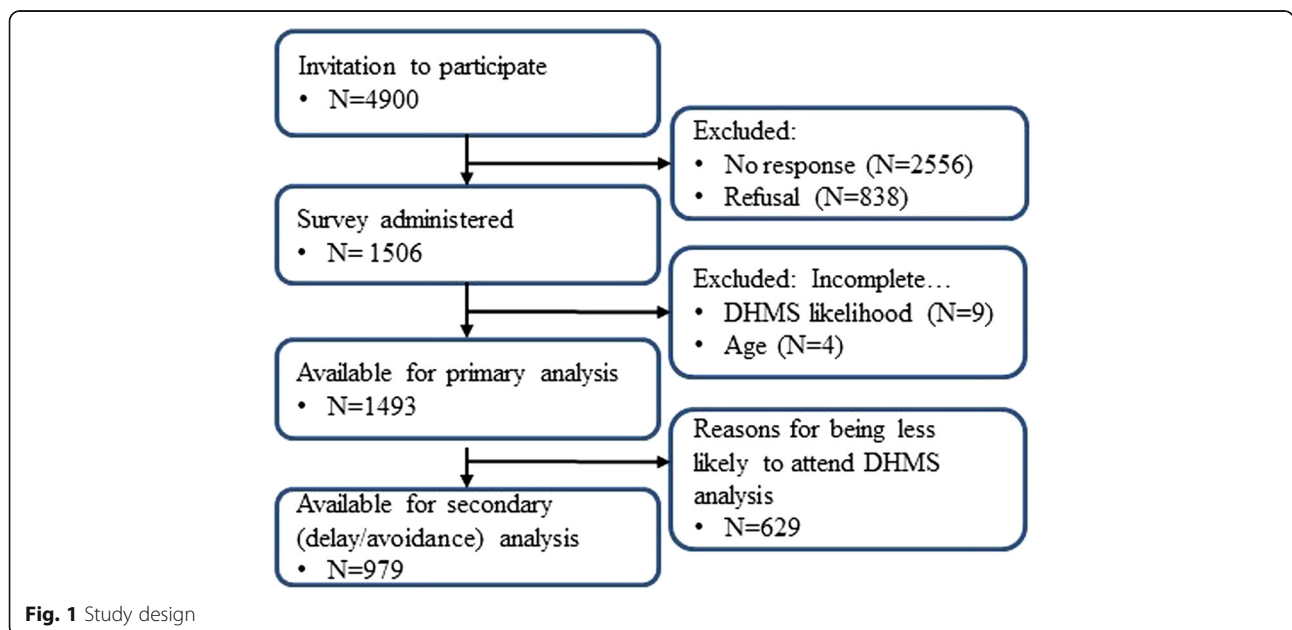 Invitation to participate
• N=4900
Excluded:
• No response (N=2556)
• Refusal (N=838)
Survey administered
• N= 1506
Excluded: Incomplete…
• DHMS likelihood (N=9)
• Age (N=4)
Available for primary analysis
• N=1493
Reasons for being less
likely to attend DHMS
analysis
• N=629
Available for secondary
(delay/avoidance) analysis
• N=979
Fig. 1 Study design